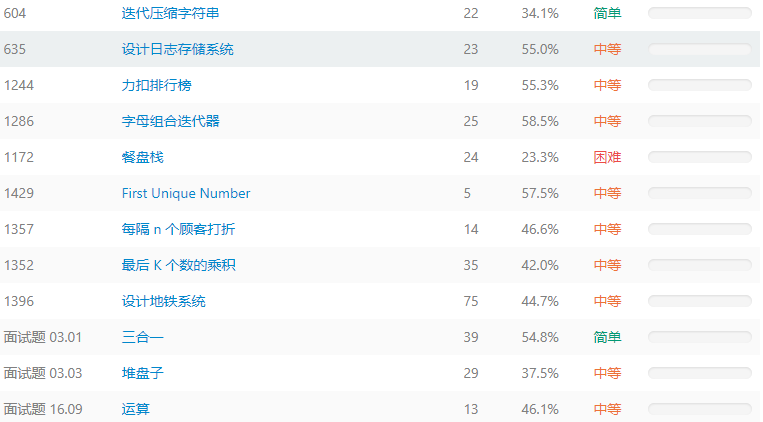 604 迭代压缩字符串 22 34.1% 简单
635 设计日志存储系统 23 55.0% 中等
1244 力扣排行榜 19 55.3% 中等
1286 字母组合迭代器 25 58.5% 中等
1172 餐盘栈 24 23.3% 困难
1429 First Unique Number 5 57.5% 中等
1357 每隔 n 个顾客打折 14 46.6% 中等
1352 最后 K 个数的乘积 35 42.0% 中等
1396 设计地铁系统 75 44.7% 中等
面试题 03.01 三合一 39 54.8% 简单
面试题 03.03 堆盘子 29 37.5% 中等
面试题 16.09 运算 13 46.1% 中等